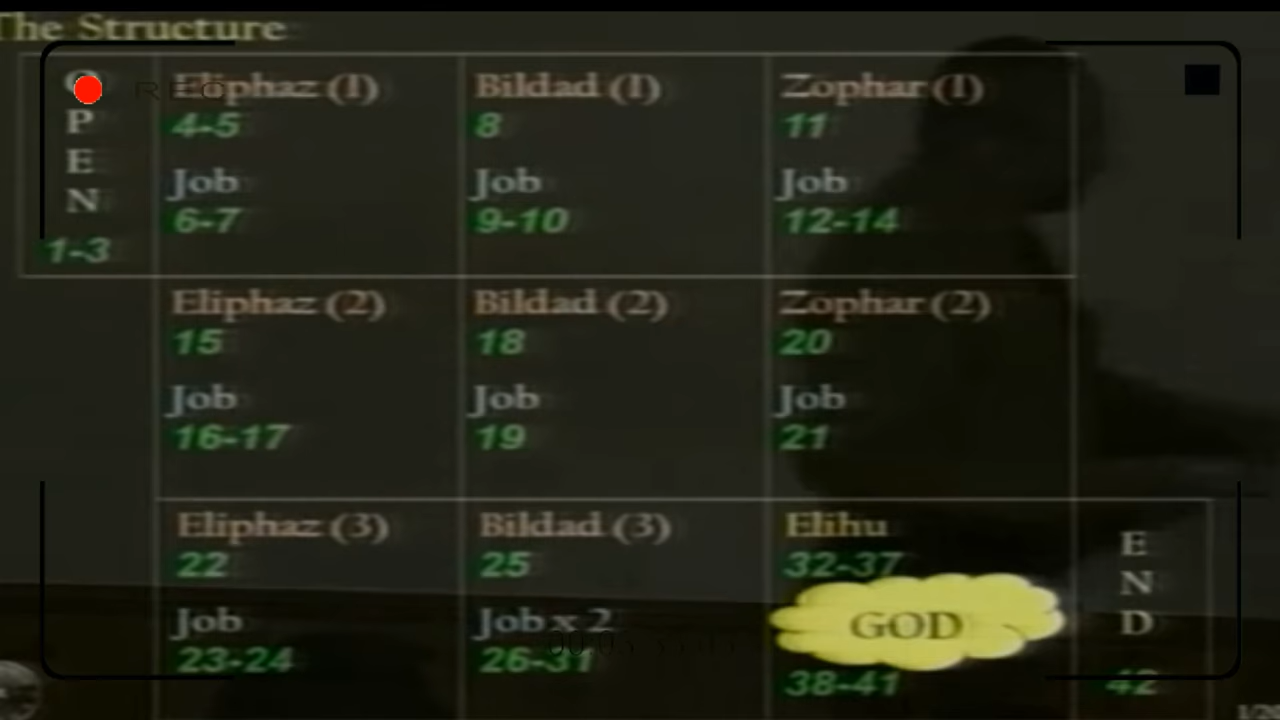 The Structure
OPEN
1-3
Eliphaz (1)
4-5
Job
6-7
Bildad (1)
8
Job
9-10
Zophar (1)
11
Job
12-14
Eliphaz (2)
15
Job
16-17
Bildad (2)
18
Job
19
Zophar (2)
20
Job
21
Eliphaz (3)
22
Job
23-24
Bildad (3)
25
Job x 2
26-31
Elihu
32-37
GOD
38-41
END
42
REC